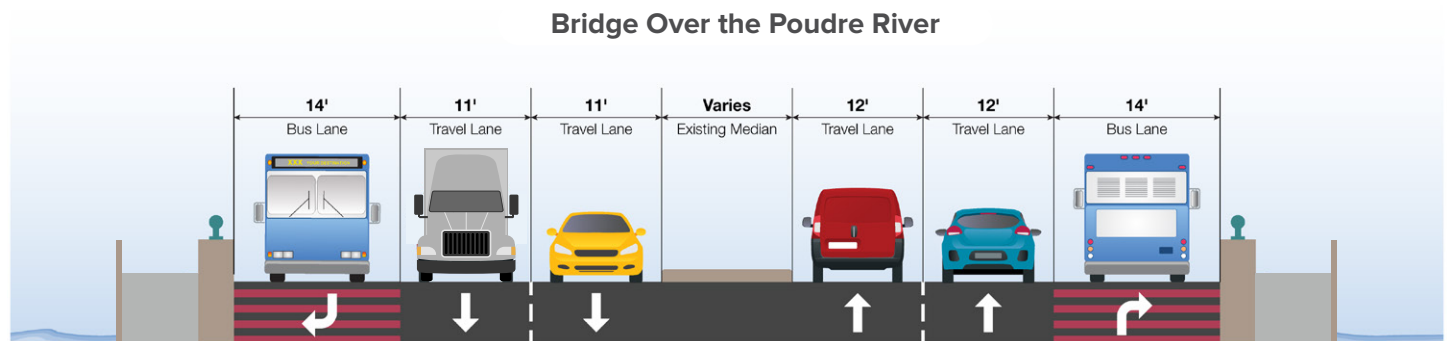 Bridge Over the Poudre River
14'
Bus Lane
11'
Travel Lane
11'
Travel Lane
Varies
Existing Median
12'
Travel Lane
12'
Travel Lane
14'
Bus Lane
XXX